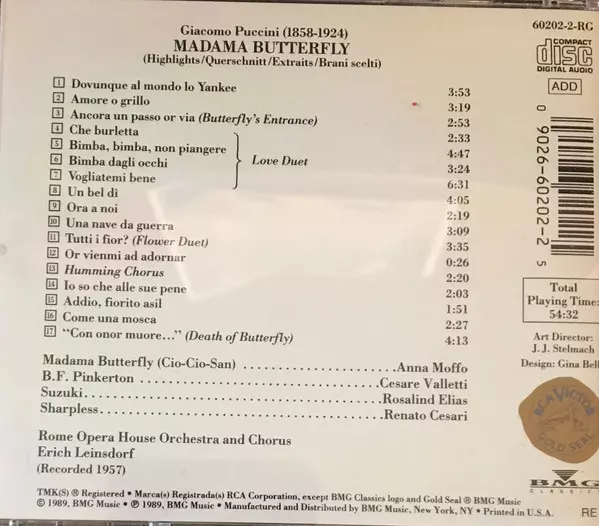 Giacomo Puccini (1858-1924)
MADAMA BUTTERFLY
(Highlights/Querschnitt/Extraits/Brani scelti)
60202-2-RG
COMPACT
disc
DIGITAL AUDIO
ADD
1 Dovunque al mondo lo Yankee 3:53
2 Amore o grillo 3:19
3 Ancora un passo or via (Butterfly's Entrance) 2:53
4 Che burletta 2:33
5 Bimba, bimba, non piangere 4:47
6 Bimba dagli occhi 3:24
7 Vogliatemi bene 6:31
Love Duet
8 Un bel dì 4:05
9 Ora a noi 2:19
10 Una nave da guerra 3:09
11 Tutti i fior? (Flower Duet) 3:35
12 Or vienmi ad adornar 0:26
13 Humming Chorus 2:20
14 Io so che alle sue pene 2:03
15 Addio, fiorito asil 1:51
16 Come una mosca 2:27
17 "Con onor muore..." (Death of Butterfly) 4:13
0 9026-60202-2 5
Total
Playing Time:
54:32
Art Director:
J. J. Stelmach
Design: Gina Bell
Madama Butterfly (Cio-Cio-San) .................... Anna Moffo
B.F. Pinkerton .................... Cesare Valletti
Suzuki .................... Rosalind Elias
Sharpless .................... Renato Cesari
Rome Opera House Orchestra and Chorus
Erich Leinsdorf
(Recorded 1957)
RCA VICTOR
GOLD SEAL
BMG
CLASSICS
TMK(S) ® Registered • Marca(s) Registrada(s) RCA Corporation, except BMG Classics logo and Gold Seal ® BMG Music
© 1989, BMG Music • ℗ 1989, BMG Music • Manufactured and Distributed by BMG Music, New York, NY • Printed in U.S.A.
RE